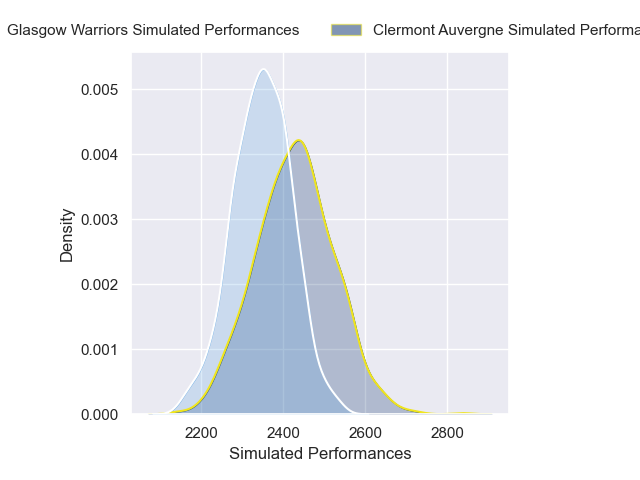 Glasgow Warriors Simulated Performances Clermont Auvergne Simulated Performa
0.005
0.004
0.003
0.002
0.001
0.000
Density
2200 2400 2600 2800
Simulated Performances